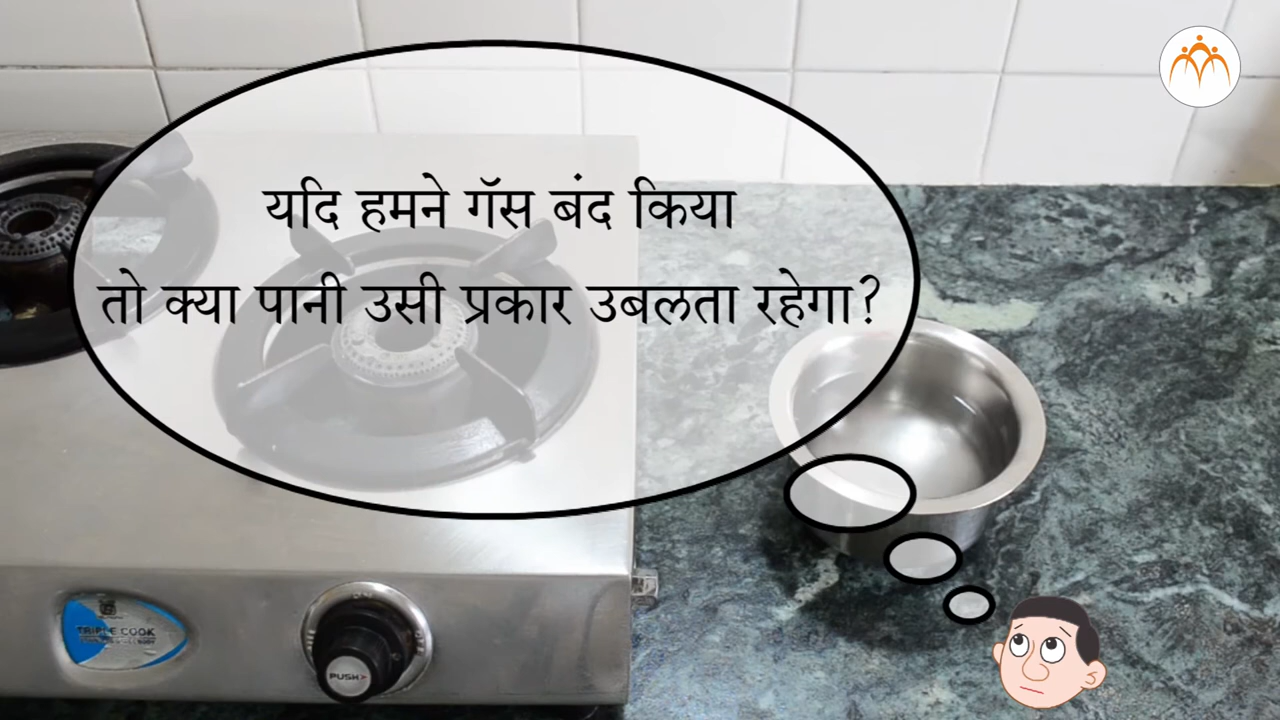 यदि हमने गॅस बंद किया
तो क्या पानी उसी प्रकार उबलता रहेगा?
TRIPLE COOK
PUSH